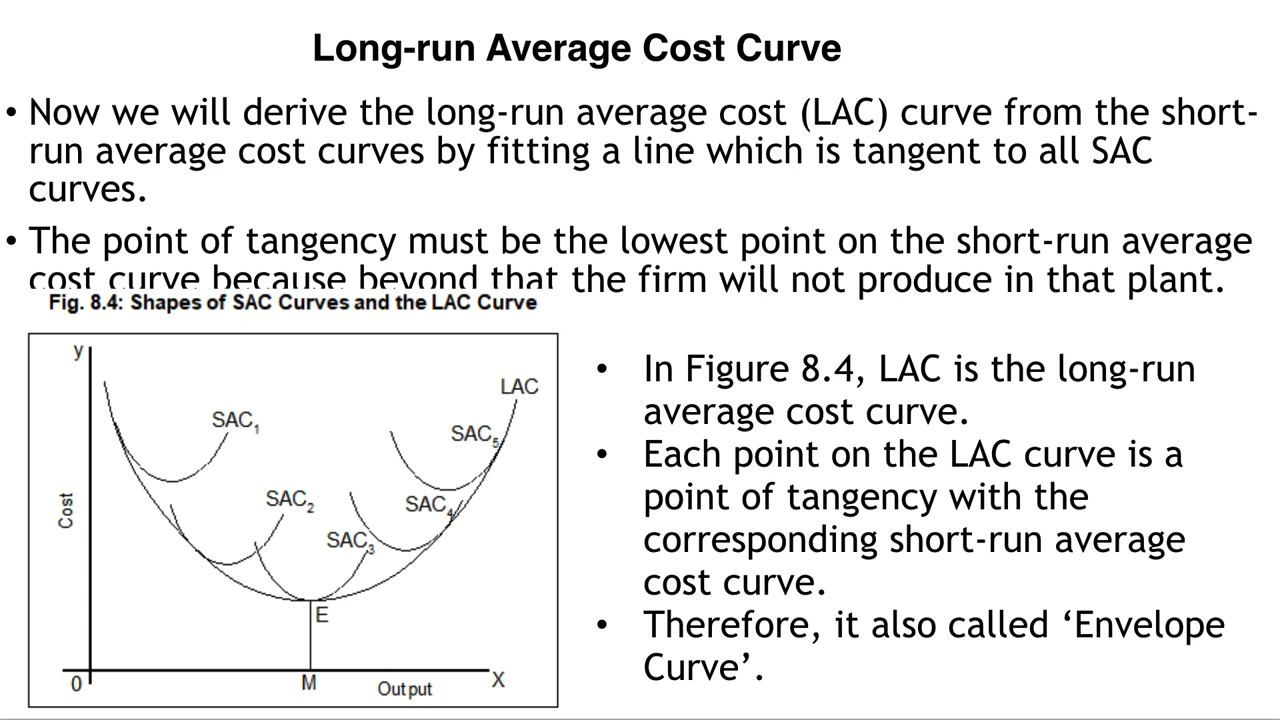 Long-run Average Cost Curve
• Now we will derive the long-run average cost (LAC) curve from the short-
run average cost curves by fitting a line which is tangent to all SAC
curves.
• The point of tangency must be the lowest point on the short-run average
cost curve because beyond that the firm will not produce in that plant.
Fig. 8.4: Shapes of SAC Curves and the LAC Curve
y
LAC
SAC1
SAC5
SAC2
SAC4
Cost
SAC3
E
0
M
Output
X
• In Figure 8.4, LAC is the long-run
average cost curve.
• Each point on the LAC curve is a
point of tangency with the
corresponding short-run average
cost curve.
• Therefore, it also called ‘Envelope
Curve’.